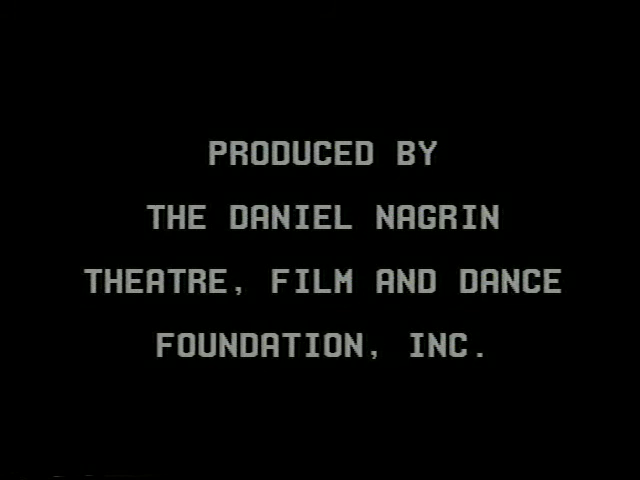 PRODUCED BY
THE DANIEL NAGRIN
THEATRE, FILM AND DANCE
FOUNDATION, INC.